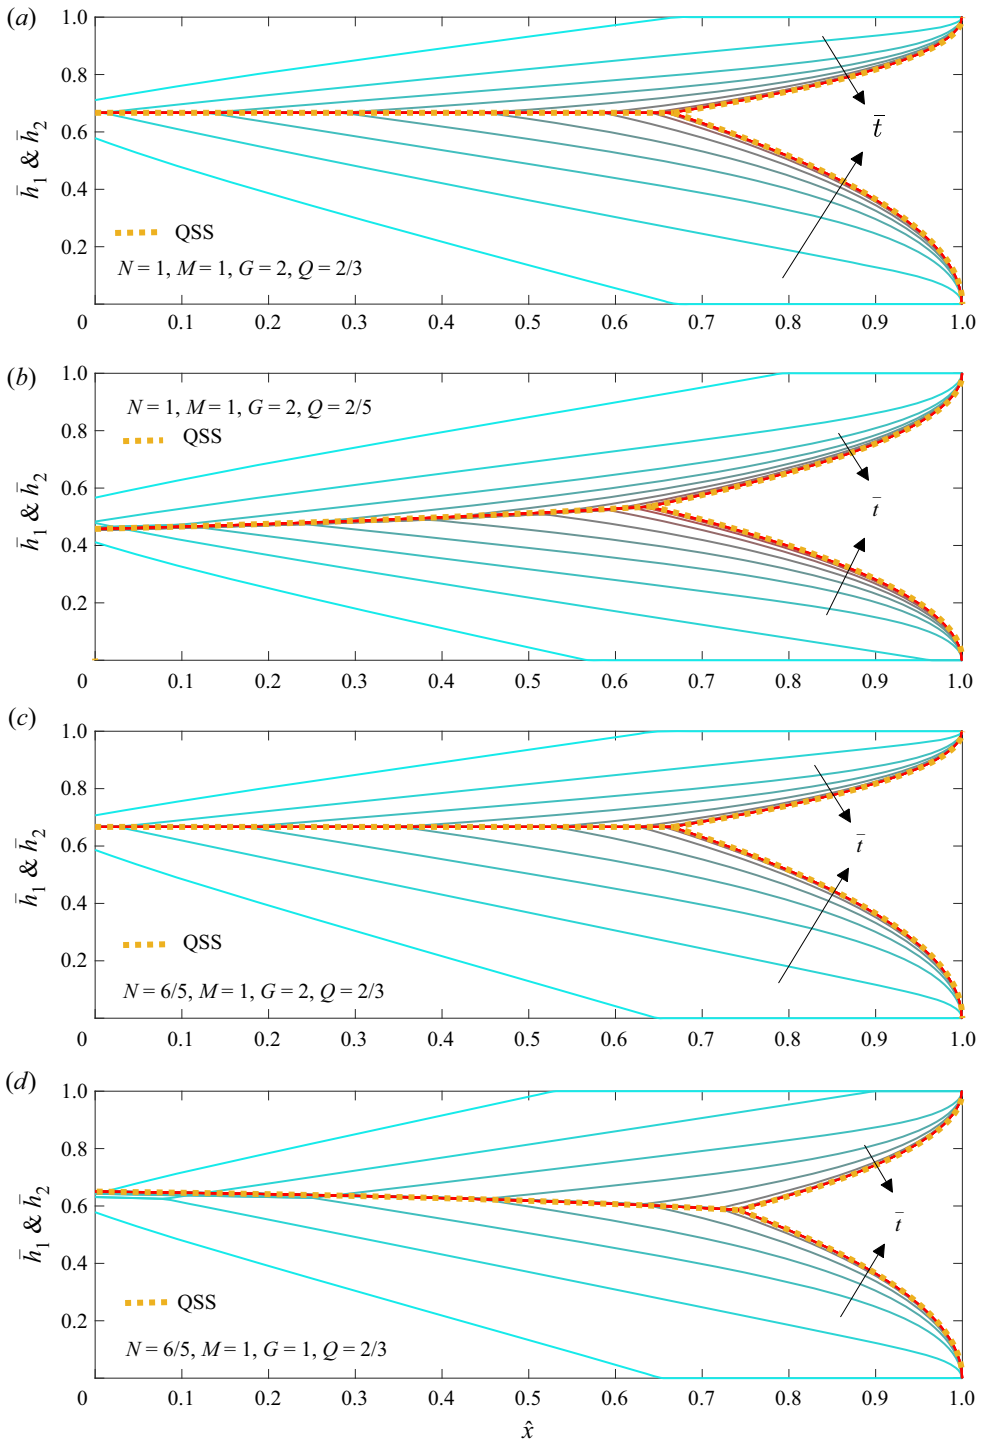 (a)
1.0
0.8
0.6
0.4
0.2
h̄₁ & h̄₂
t̄
QSS
N = 1, M = 1, G = 2, Q = 2/3
0 0.1 0.2 0.3 0.4 0.5 0.6 0.7 0.8 0.9 1.0
(b)
1.0
0.8
0.6
0.4
0.2
h̄₁ & h̄₂
N = 1, M = 1, G = 2, Q = 2/5
QSS
t̄
0 0.1 0.2 0.3 0.4 0.5 0.6 0.7 0.8 0.9 1.0
(c)
1.0
0.8
0.6
0.4
0.2
h̄₁ & h̄₂
t̄
QSS
N = 6/5, M = 1, G = 2, Q = 2/3
0 0.1 0.2 0.3 0.4 0.5 0.6 0.7 0.8 0.9 1.0
(d)
1.0
0.8
0.6
0.4
0.2
h̄₁ & h̄₂
t̄
QSS
N = 6/5, M = 1, G = 1, Q = 2/3
0 0.1 0.2 0.3 0.4 0.5 0.6 0.7 0.8 0.9 1.0
x̂